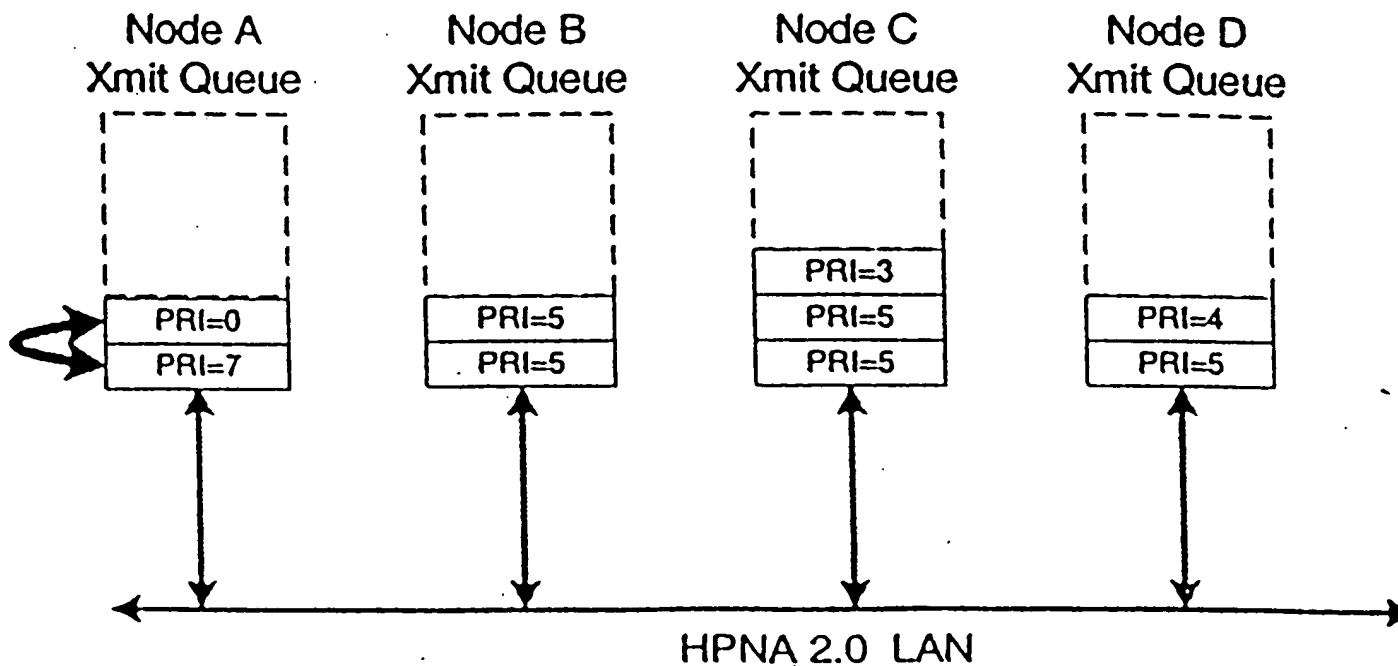 Node A
Xmit Queue
Node B
Xmit Queue
Node C
Xmit Queue
Node D
Xmit Queue
PRI=0
PRI=7
PRI=5
PRI=5
PRI=3
PRI=5
PRI=5
PRI=4
PRI=5
HPNA 2.0 LAN